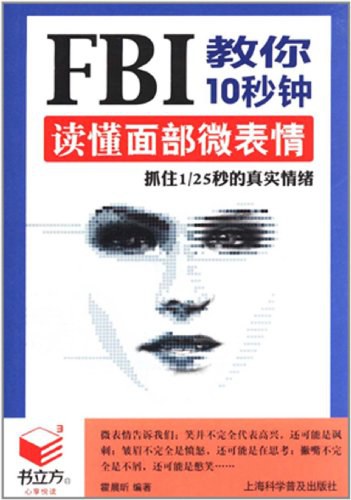 FBI 教你
10秒钟
读懂面部微表情
抓住1/25秒的真实情绪
微表情告诉我们：笑并不完全代表高兴，还可能是讽
刺；皱眉不完全是愤怒，还可能是在思考；撇嘴不完
全是不屑，还可能是憨笑……
3
书立方
心享悦读
霍晨昕 编著
上海科学普及出版社